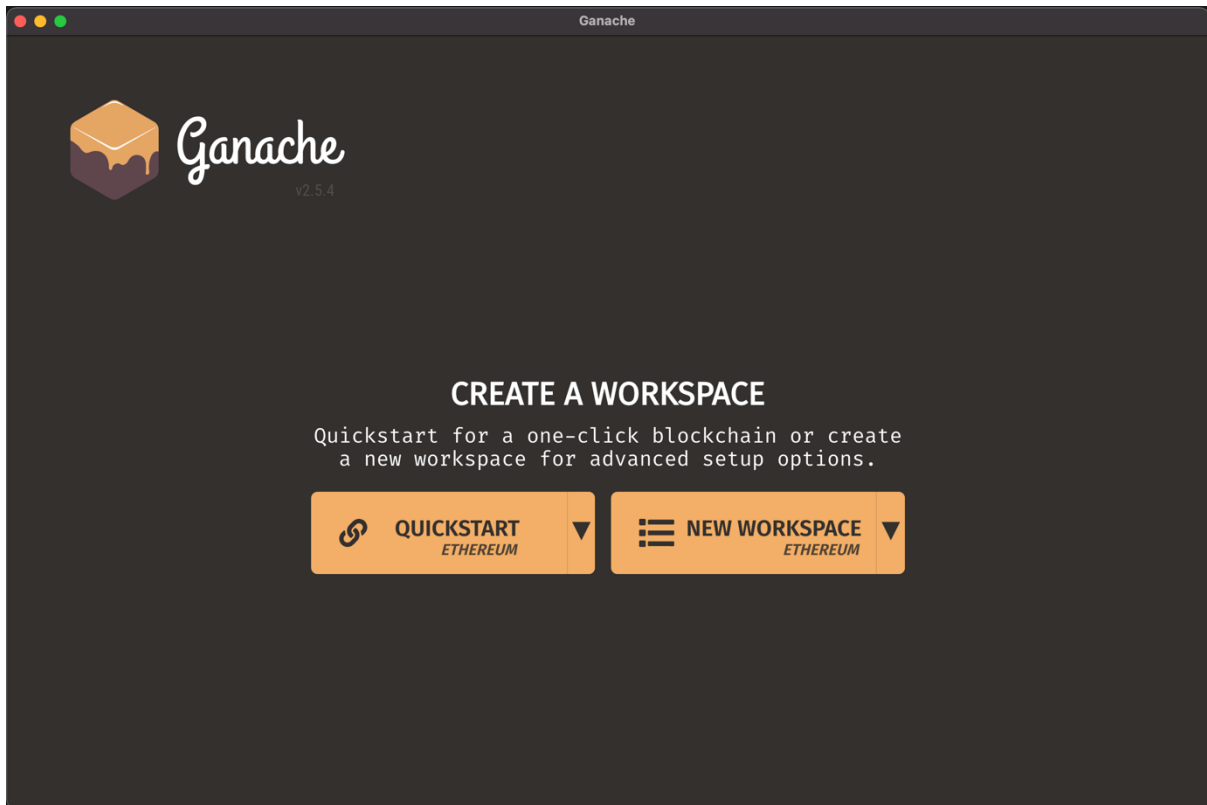 Ganache
Ganache
v2.5.4
CREATE A WORKSPACE
Quickstart for a one-click blockchain or create
a new workspace for advanced setup options.
QUICKSTART
ETHEREUM
NEW WORKSPACE
ETHEREUM